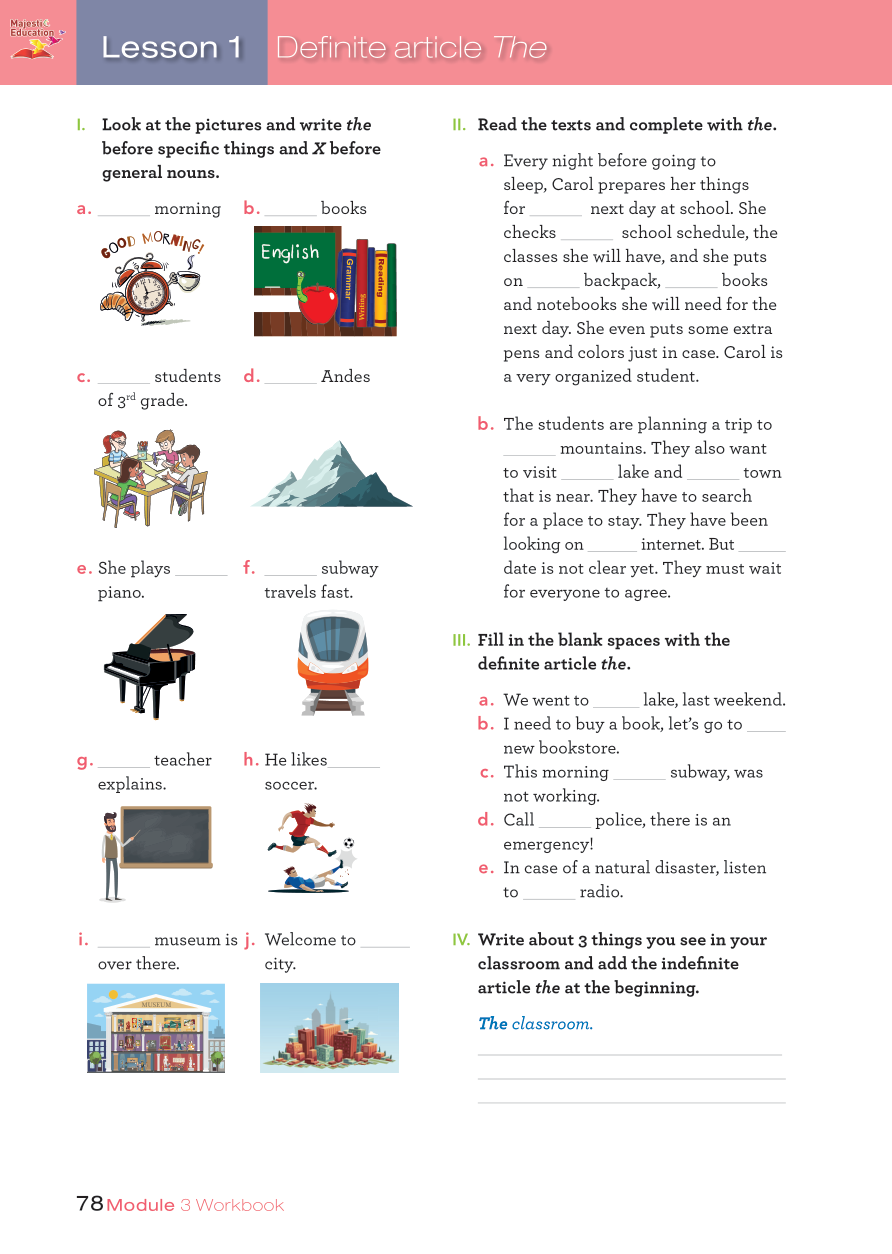 Majestic
Education
Lesson 1 Definite article The
I. Look at the pictures and write the
before specific things and X before
general nouns.
a. ______ morning
GOOD MORNING!
b. ______ books
English
Grammar
Writing
Reading
c. ______ students
of 3rd grade.
d. ______ Andes
e. She plays ______
piano.
f. ______ subway
travels fast.
g. ______ teacher
explains.
h. He likes______
soccer.
i. ______ museum is
over there.
MUSEUM
j. Welcome to ______
city.
II. Read the texts and complete with the.
a. Every night before going to
sleep, Carol prepares her things
for ______ next day at school. She
checks ______ school schedule, the
classes she will have, and she puts
on ______ backpack, ______ books
and notebooks she will need for the
next day. She even puts some extra
pens and colors just in case. Carol is
a very organized student.
b. The students are planning a trip to
______ mountains. They also want
to visit ______ lake and ______ town
that is near. They have to search
for a place to stay. They have been
looking on ______ internet. But ______
date is not clear yet. They must wait
for everyone to agree.
III. Fill in the blank spaces with the
definite article the.
a. We went to ______ lake, last weekend.
b. I need to buy a book, let’s go to _____
new bookstore.
c. This morning ______ subway, was
not working.
d. Call ______ police, there is an
emergency!
e. In case of a natural disaster, listen
to ______ radio.
IV. Write about 3 things you see in your
classroom and add the indefinite
article the at the beginning.
The classroom.
78 Module 3 Workbook